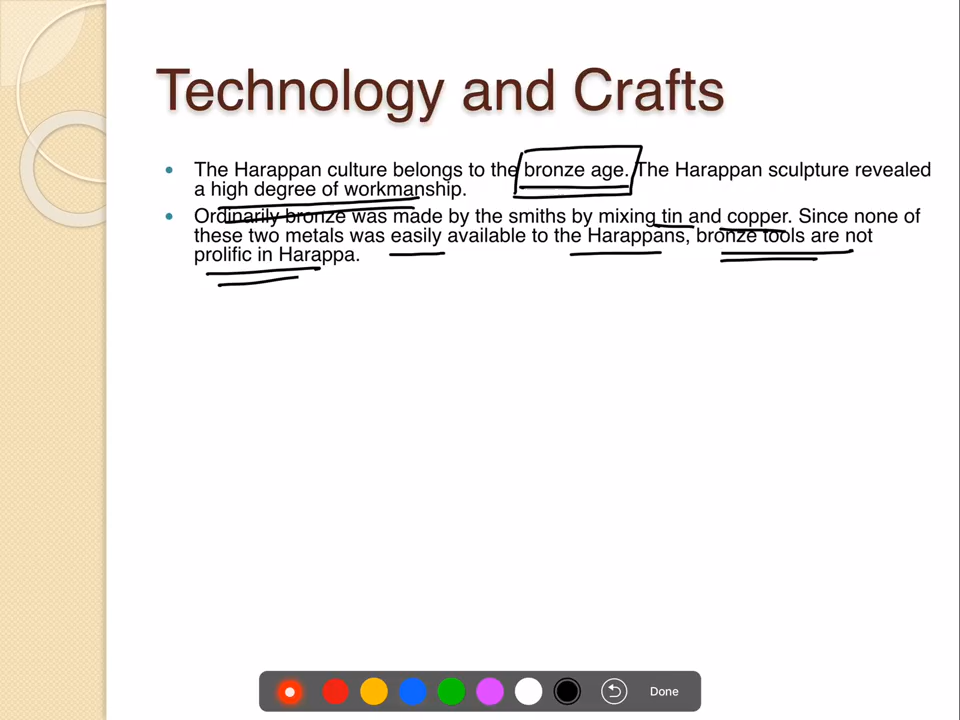 Technology and Crafts
• The Harappan culture belongs to the bronze age. The Harappan sculpture revealed
a high degree of workmanship.
• Ordinarily bronze was made by the smiths by mixing tin and copper. Since none of
these two metals was easily available to the Harappans, bronze tools are not
prolific in Harappa.
Done